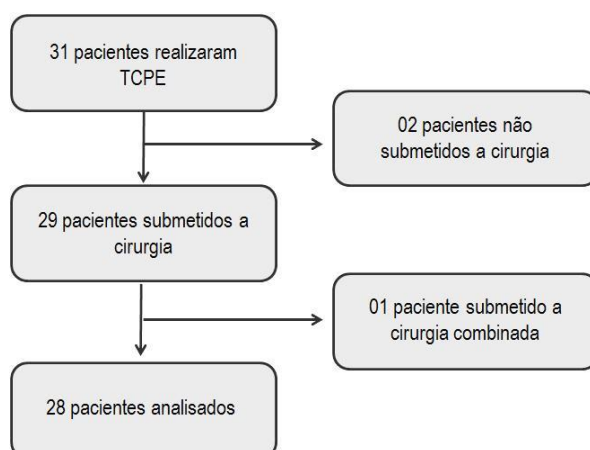 31 pacientes realizaram
TCPE
02 pacientes não
submetidos a cirurgia
29 pacientes submetidos a
cirurgia
01 paciente submetido a
cirurgia combinada
28 pacientes analisados